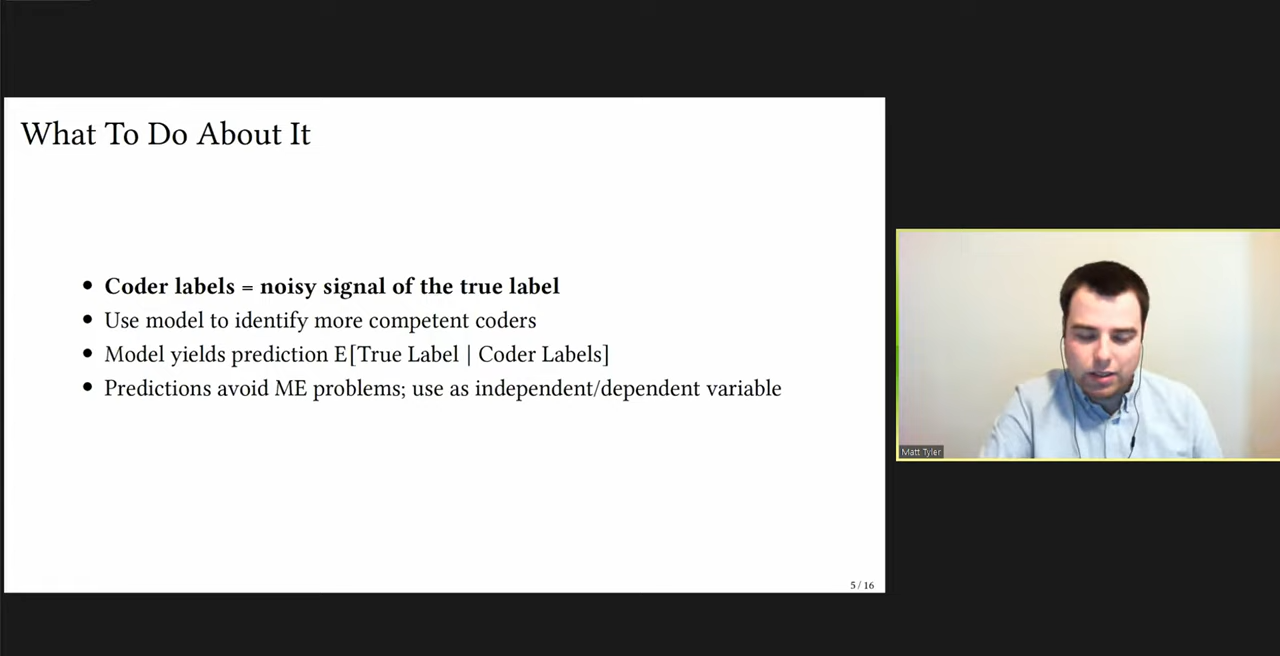 What To Do About It
• Coder labels = noisy signal of the true label
• Use model to identify more competent coders
• Model yields prediction E[True Label | Coder Labels]
• Predictions avoid ME problems; use as independent/dependent variable
5 / 16
Matt Tyler